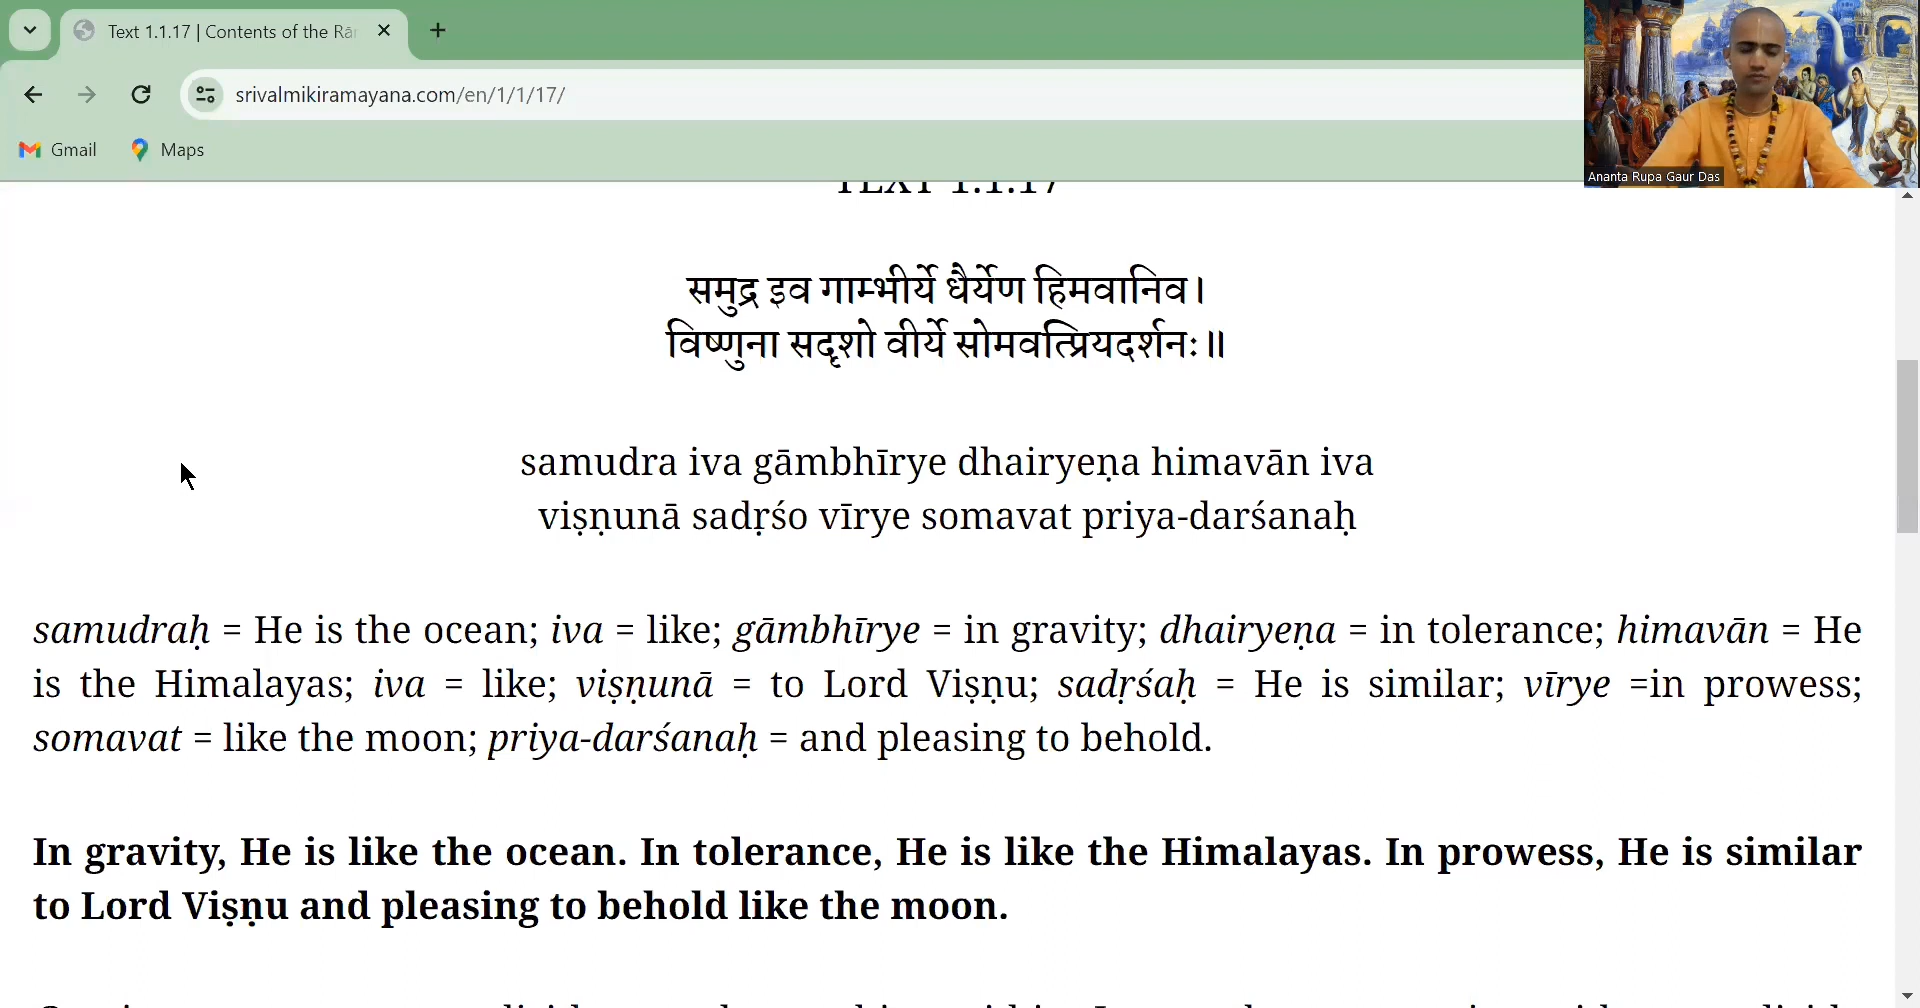 Text 1.1.17 | Contents of the Rā
srivalmikiramayana.com/en/1/1/17/
Gmail
Maps
Ananta Rupa Gaur Das
TEXT 1.1.17
समुद्र इव गाम्भीर्ये धैर्येण हिमवानिव।
विष्णुना सदृशो वीर्ये सोमवत्प्रियदर्शनः॥
samudra iva gāmbhīrye dhairyeṇa himavān iva
viṣṇunā sadṛśo vīrye somavat priya-darśanaḥ
samudraḥ = He is the ocean; iva = like; gāmbhīrye = in gravity; dhairyeṇa = in tolerance; himavān = He
is the Himalayas; iva = like; viṣṇunā = to Lord Viṣṇu; sadṛśaḥ = He is similar; vīrye =in prowess;
somavat = like the moon; priya-darśanaḥ = and pleasing to behold.
In gravity, He is like the ocean. In tolerance, He is like the Himalayas. In prowess, He is similar
to Lord Viṣṇu and pleasing to behold like the moon.